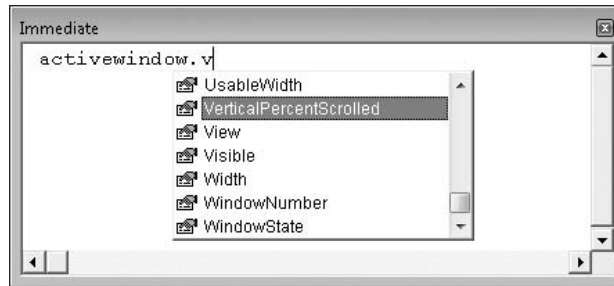 Immediate
activewindow.v
UsableWidth
VerticalPercentScrolled
View
Visible
Width
WindowNumber
WindowState